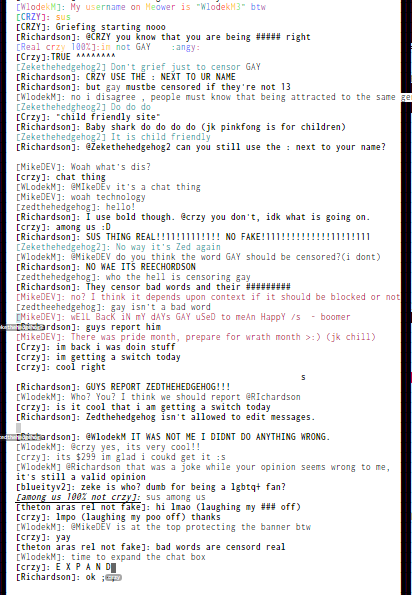 [WlodekM]: My username on Meower is "WlodekM3" btw
[CRZY]: sus
[CRZY]: Griefing starting nooo
[Richardson]: @CRZY you know that you are being ##### right
[Real crzy 100%]:im not GAY :angy:
[Crzy]:TRUE ^^^^^^^^
[Zekethehedgehog2] Don't grief just to censor GAY
[Richardson]: CRZY USE THE : NEXT TO UR NAME
[Richardson]: but gay mustbe censored if they're not 13
[WlodekM]: no i disagree , people must know that being attracted to the same ge
[Zekethehedgehog2] Do do do
[Crzy]: "child friendly site"
[Richardson]: Baby shark do do do do (jk pinkfong is for children)
[Zekethehedgehog2] It is child friendly
[Richardson]: @Zekethehedgehog2 can you still use the : next to your name?
[MikeDEV]: Woah what's dis?
[crzy]: chat thing
[WLodekM]: @MikeDEv it's a chat thing
[MikeDEV]: woah technology
[zedthehedgehog]: hello!
[Richardson]: I use bold though. @crzy you don't, idk what is going on.
[crzy]: among us :D
[Richardson]: SUS THING REAL!!1111!11111! NO FAKE!1111!!!!!!!!111!!11!1111
[Zekethehedgehog2]: No way it's Zed again
[WlodekM]: @MikeDEV do you think the word GAY should be censored?(i dont)
[Richardson]: NO WAE ITS REECHORDSON
[zedtheehedgehog]: who the hell is censoring gay
[Richardson]: They censor bad words and their #########
[MikeDEV]: no? I think it depends upon context if it should be blocked or not
[zedtheehedgehog]: gay isn't a bad word
[MikeDEV]: wElL BacK iN mY dAYs GAY uSeD to meAn HappY /s - boomer
ardson]: guys report him
[MikeDEV]: There was pride month, prepare for wrath month >:) (jk chill)
[Crzy]: im back i was doin stuff
[Crzy]: im getting a switch today
[Crzy]: cool right
s
[Richardson]: GUYS REPORT ZEDTHEHEDGEHOG!!!
[WlodekM]: Who? You? I think we should report @RIchardson
[crzy]: is it cool that i am getting a switch today
[Richardson]: Zedthehedgehog isn't allowed to edit messages.
ardson]: @WlodekM IT WAS NOT ME I DIDNT DO ANYTHING WRONG.
[WlodekM]: @crzy yes, its very cool!!
[crzy]: its $299 im glad i coukd get it :s
[WlodekM] @Richardson that was a joke while your opinion seems wrong to me,
it's still a valid opinion
[blueityv2]: zeke is who? dumb for being a lgbtq+ fan?
[among us 100% not crzy]: sus among us
[theton aras rel not fake]: hi lmao (laughing my ### off)
[Crzy]: lmpo (laughing my poo off) thanks
[WlodekM]: @MikeDEV is at the top protecting the banner btw
[crzy]: yay
[theton aras rel not fake]: bad words are censord real
[WlodekM]: time to expand the chat box
[crzy]: E X P A N D
[Richardson]: ok ;
crzy